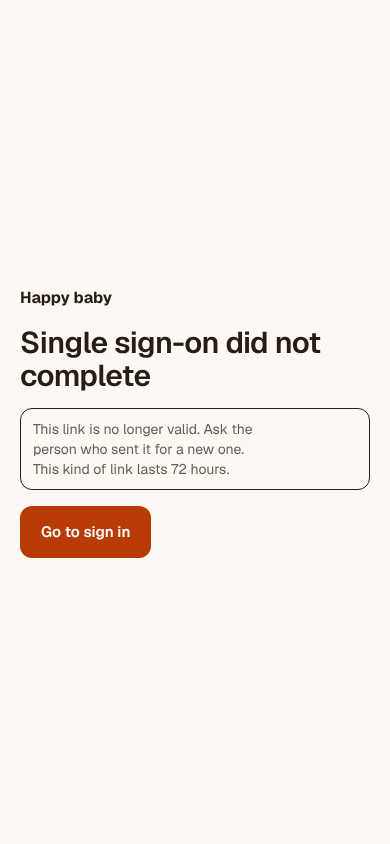 Happy baby
Single sign-on did not
complete
This link is no longer valid. Ask the
person who sent it for a new one.
This kind of link lasts 72 hours.
Go to sign in